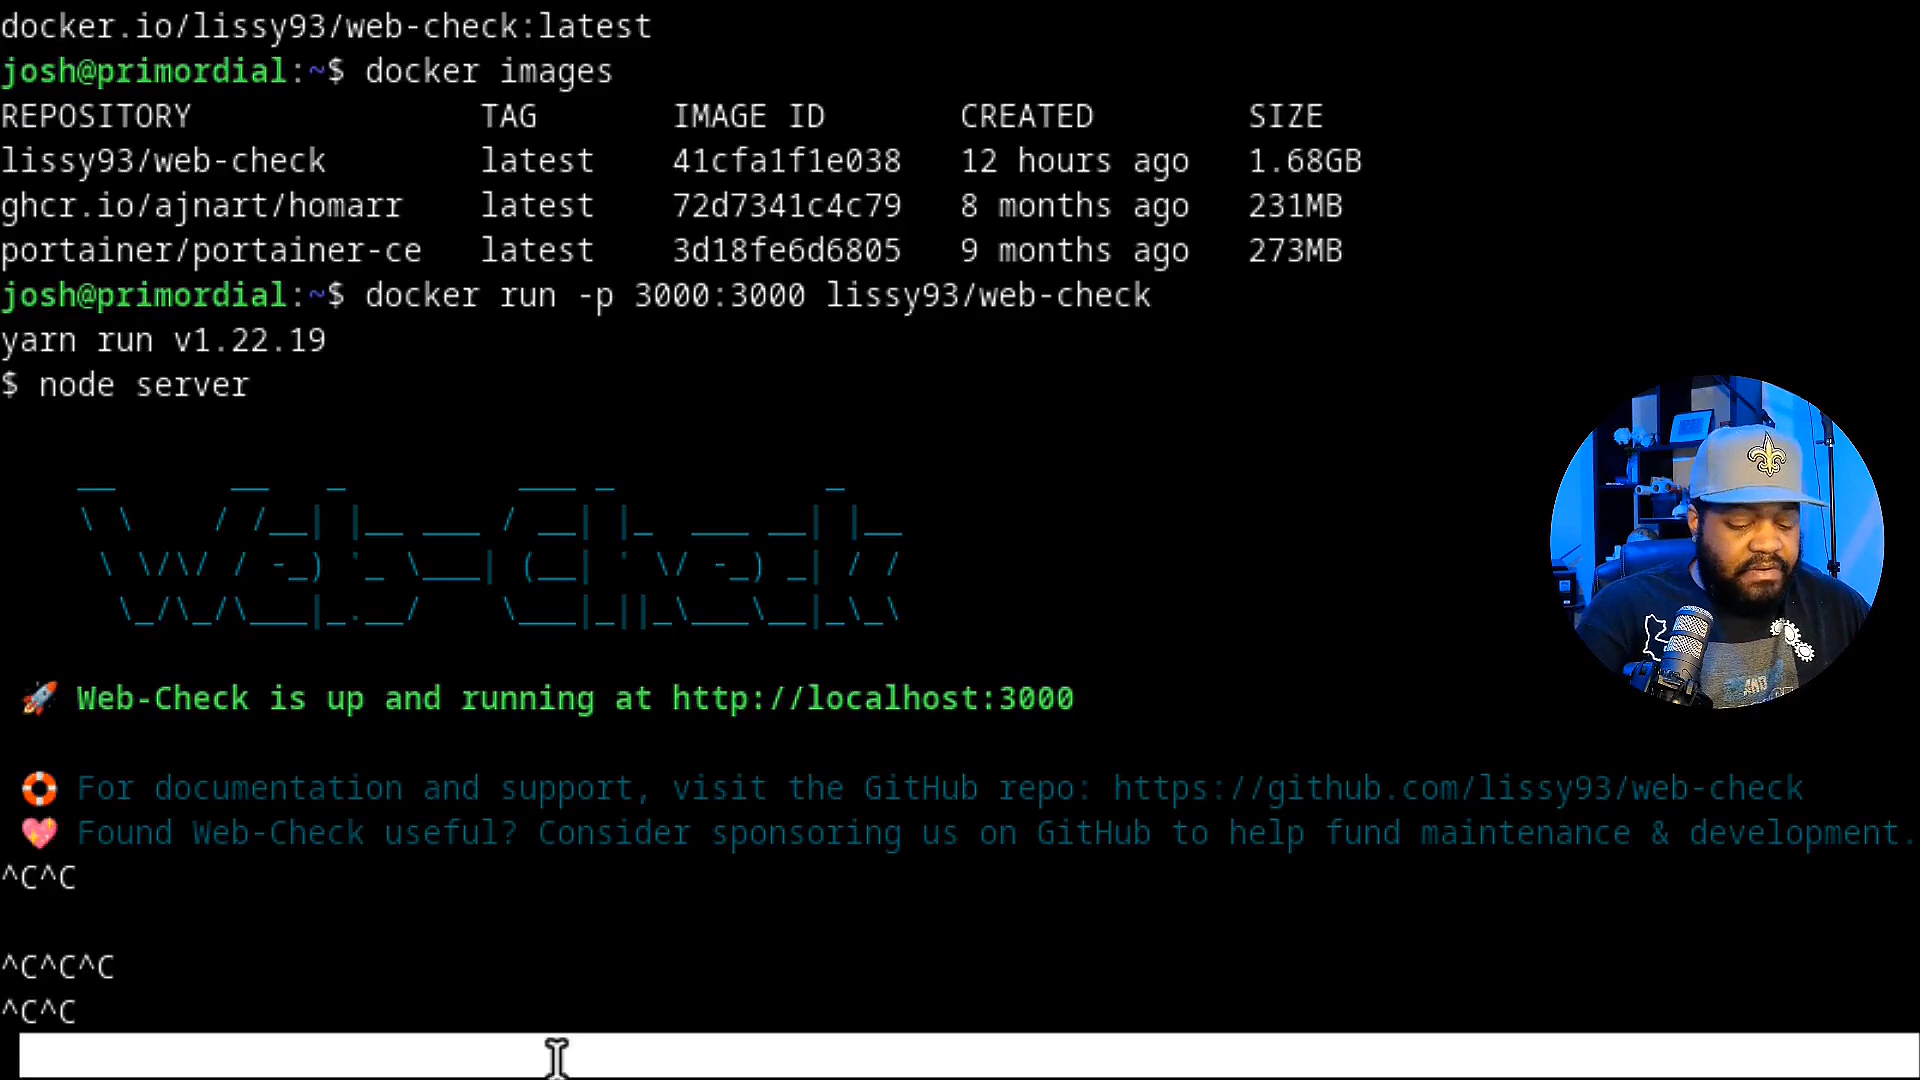 docker.io/lissy93/web-check:latest
josh@primordial:~$ docker images
REPOSITORY TAG IMAGE ID CREATED SIZE
lissy93/web-check latest 41cfa1f1e038 12 hours ago 1.68GB
ghcr.io/ajnart/homarr latest 72d7341c4c79 8 months ago 231MB
portainer/portainer-ce latest 3d18fe6d6805 9 months ago 273MB
josh@primordial:~$ docker run -p 3000:3000 lissy93/web-check
yarn run v1.22.19
$ node server
Web-Check
🚀 Web-Check is up and running at http://localhost:3000
🛟 For documentation and support, visit the GitHub repo: https://github.com/lissy93/web-check
💖 Found Web-Check useful? Consider sponsoring us on GitHub to help fund maintenance & development.
^C^C
^C^C^C
^C^C